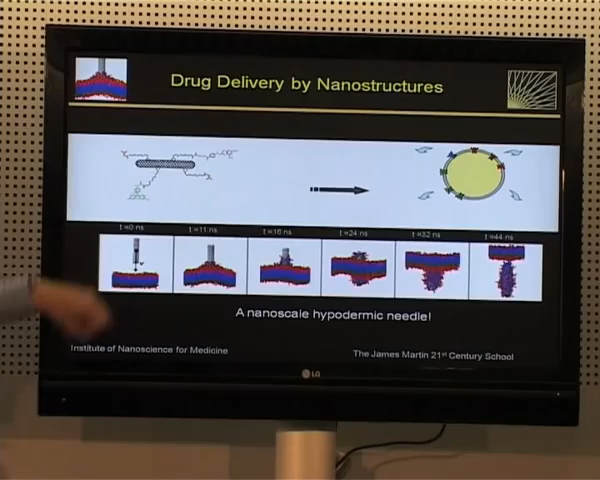 Drug Delivery by Nanostructures
t=0 ns
t=11 ns
t=16 ns
t=24 ns
t=32 ns
t=44 ns
A nanoscale hypodermic needle!
Institute of Nanoscience for Medicine
The James Martin 21st Century School
LG